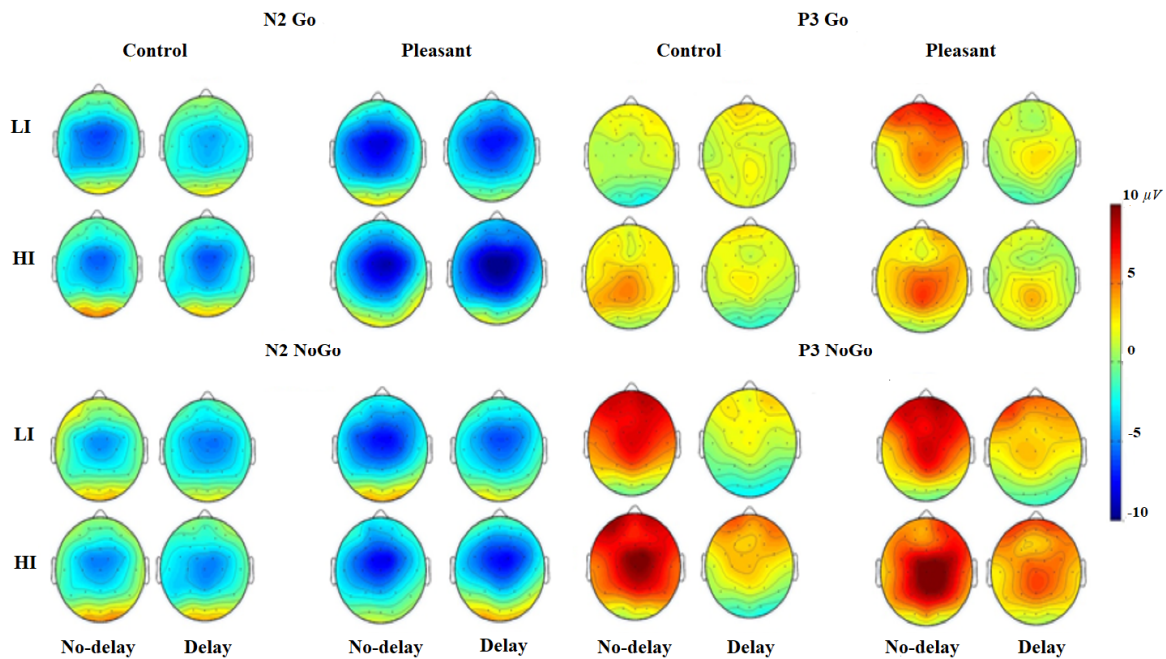 N2 Go P3 Go
Control Pleasant Control Pleasant
LI
10 μV
HI
5
0
N2 NoGo P3 NoGo
LI
-5
-10
HI
No-delay Delay No-delay Delay No-delay Delay No-delay Delay